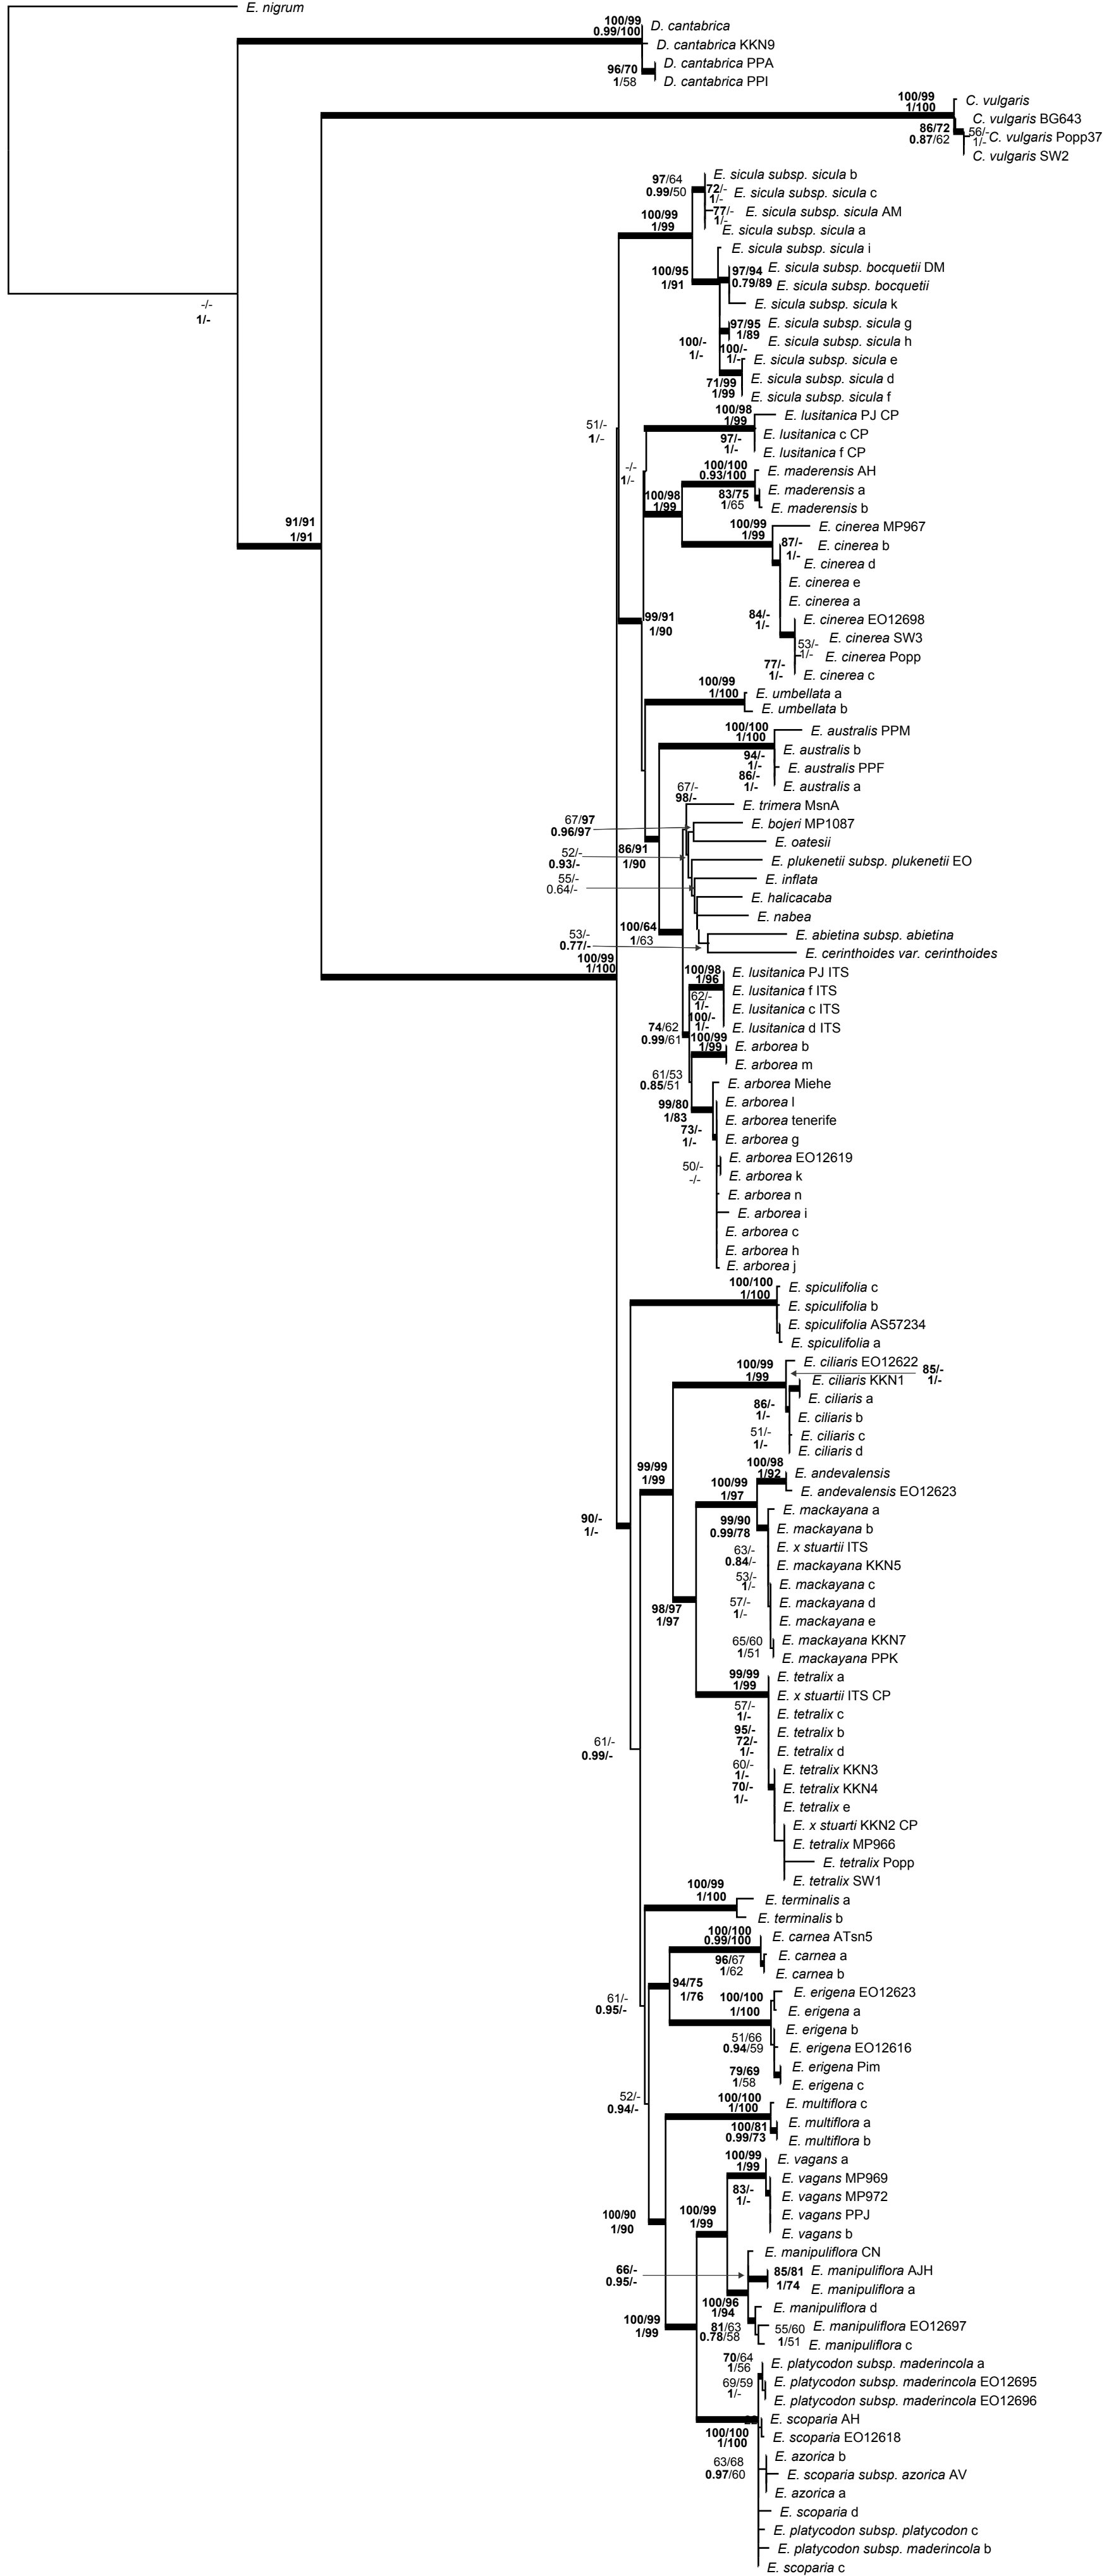 E. nigrum
100/99
0.99/100
D. cantabrica
D. cantabrica KKN9
D. cantabrica PPA
96/70
1/58
D. cantabrica PPI
100/99
1/100
C. vulgaris
C. vulgaris BG643
86/72
0.87/62
56/-
1/-
C. vulgaris Popp37
C. vulgaris SW2
E. sicula subsp. sicula b
97/64
0.99/50
72/-
1/-
E. sicula subsp. sicula c
77/-
1/-
E. sicula subsp. sicula AM
100/99
1/99
E. sicula subsp. sicula a
E. sicula subsp. sicula i
100/95
1/91
97/94
0.79/89
E. sicula subsp. bocquetii DM
E. sicula subsp. bocquetii
-/-
1/-
E. sicula subsp. sicula k
97/95
1/89
E. sicula subsp. sicula g
E. sicula subsp. sicula h
100/-
1/-
100/-
1/-
E. sicula subsp. sicula e
E. sicula subsp. sicula d
71/99
1/99
E. sicula subsp. sicula f
100/98
1/99
E. lusitanica PJ CP
51/-
1/-
97/-
1/-
E. lusitanica c CP
E. lusitanica f CP
-/-
1/-
100/100
0.93/100
E. maderensis AH
83/75
1/65
E. maderensis a
E. maderensis b
100/98
1/99
91/91
1/91
100/99
1/99
E. cinerea MP967
87/-
1/-
E. cinerea b
E. cinerea d
E. cinerea e
E. cinerea a
99/91
1/90
84/-
1/-
E. cinerea EO12698
53/-
1/-
E. cinerea SW3
E. cinerea Popp
77/-
1/-
E. cinerea c
100/99
1/100
E. umbellata a
E. umbellata b
100/100
1/100
E. australis PPM
E. australis b
94/-
1/-
E. australis PPF
86/-
1/-
E. australis a
67/-
98/-
E. trimera MsnA
67/97
0.96/97
E. bojeri MP1087
E. oatesii
52/-
0.93/-
86/91
1/90
E. plukenetii subsp. plukenetii EO
55/-
0.64/-
E. inflata
E. halicacaba
E. nabea
100/64
1/63
53/-
0.77/-
E. abietina subsp. abietina
E. cerinthoides var. cerinthoides
100/99
1/100
100/98
1/96
E. lusitanica PJ ITS
E. lusitanica f ITS
62/-
1/-
E. lusitanica c ITS
100/-
1/-
E. lusitanica d ITS
74/62
0.99/61
100/99
1/99
E. arborea b
E. arborea m
61/53
0.85/51
E. arborea Miehe
99/80
1/83
E. arborea l
E. arborea tenerife
73/-
1/-
E. arborea g
E. arborea EO12619
50/-
-/-
E. arborea k
E. arborea n
E. arborea i
E. arborea c
E. arborea h
E. arborea j
100/100
1/100
E. spiculifolia c
E. spiculifolia b
E. spiculifolia AS57234
E. spiculifolia a
100/99
1/99
E. ciliaris EO12622
85/-
1/-
E. ciliaris KKN1
E. ciliaris a
86/-
1/-
E. ciliaris b
51/-
1/-
E. ciliaris c
E. ciliaris d
99/99
1/99
100/98
1/92
E. andevalensis
100/99
1/97
E. andevalensis EO12623
E. mackayana a
90/-
1/-
99/90
0.99/78
E. mackayana b
E. x stuartii ITS
63/-
0.84/-
E. mackayana KKN5
53/-
1/-
E. mackayana c
57/-
1/-
E. mackayana d
98/97
1/97
E. mackayana e
65/60
1/51
E. mackayana KKN7
E. mackayana PPK
99/99
1/99
E. tetralix a
E. x stuartii ITS CP
57/-
1/-
E. tetralix c
95/-
72/-
1/-
E. tetralix b
E. tetralix d
61/-
0.99/-
60/-
1/-
E. tetralix KKN3
70/-
1/-
E. tetralix KKN4
E. tetralix e
E. x stuarti KKN2 CP
E. tetralix MP966
E. tetralix Popp
E. tetralix SW1
100/99
1/100
E. terminalis a
E. terminalis b
100/100
0.99/100
E. carnea ATsn5
96/67
1/62
E. carnea a
E. carnea b
94/75
1/76
61/-
0.95/-
100/100
1/100
E. erigena EO12623
E. erigena a
51/66
0.94/59
E. erigena b
E. erigena EO12616
79/69
1/58
E. erigena Pim
E. erigena c
52/-
0.94/-
100/100
1/100
E. multiflora c
100/81
0.99/73
E. multiflora a
E. multiflora b
100/99
1/99
E. vagans a
E. vagans MP969
83/-
1/-
E. vagans MP972
100/90
1/90
100/99
1/99
E. vagans PPJ
E. vagans b
E. manipuliflora CN
66/-
0.95/-
85/81
1/74
E. manipuliflora AJH
E. manipuliflora a
100/96
1/94
E. manipuliflora d
100/99
1/99
81/63
0.78/58
55/60
1/51
E. manipuliflora EO12697
E. manipuliflora c
70/64
1/56
E. platycodon subsp. maderincola a
69/59
1/-
E. platycodon subsp. maderincola EO12695
E. platycodon subsp. maderincola EO12696
100/100
1/100
E. scoparia AH
E. scoparia EO12618
63/68
0.97/60
E. azorica b
E. scoparia subsp. azorica AV
E. azorica a
E. scoparia d
E. platycodon subsp. platycodon c
E. platycodon subsp. maderincola b
E. scoparia c